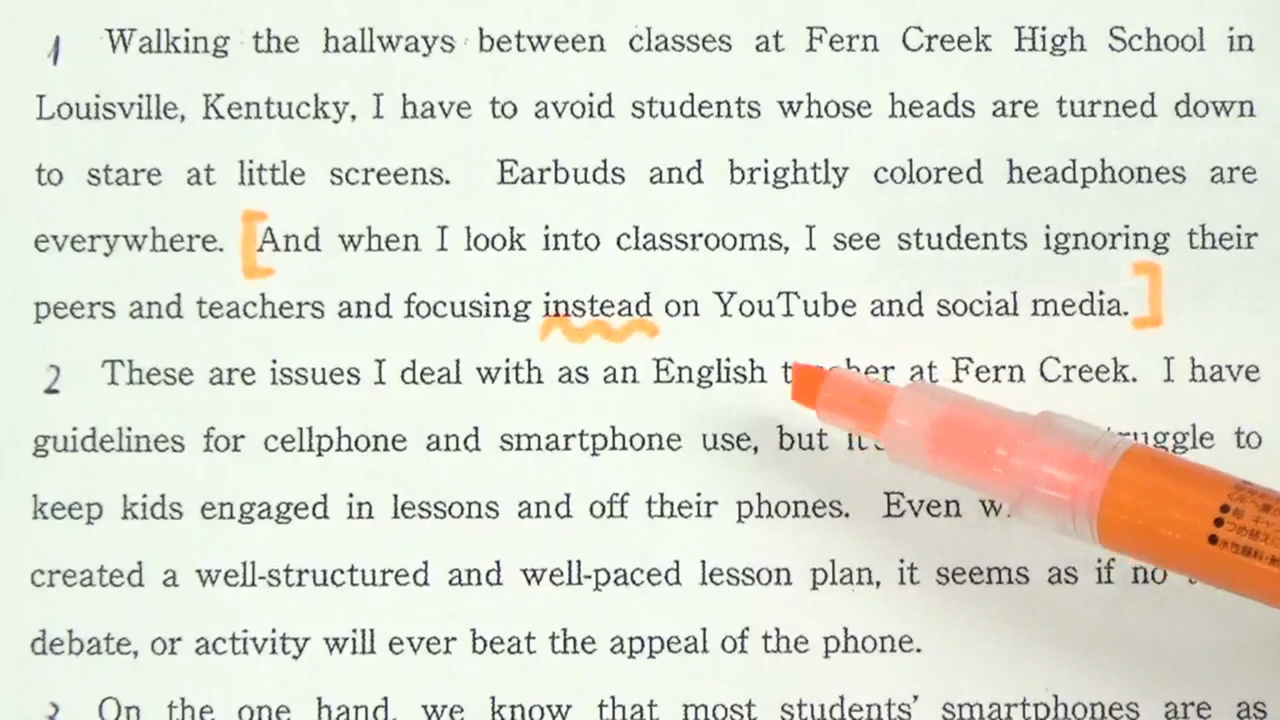 1 Walking the hallways between classes at Fern Creek High School in
Louisville, Kentucky, I have to avoid students whose heads are turned down
to stare at little screens. Earbuds and brightly colored headphones are
everywhere. [And when I look into classrooms, I see students ignoring their
peers and teachers and focusing instead on YouTube and social media.]
2 These are issues I deal with as an English at Fern Creek. I have
guidelines for cellphone and smartphone use, but to
keep kids engaged in lessons and off their phones. Even
created a well-structured and well-paced lesson plan, it seems as if no
debate, or activity will ever beat the appeal of the phone.
3 On the one hand, we know that most students' smartphones are as